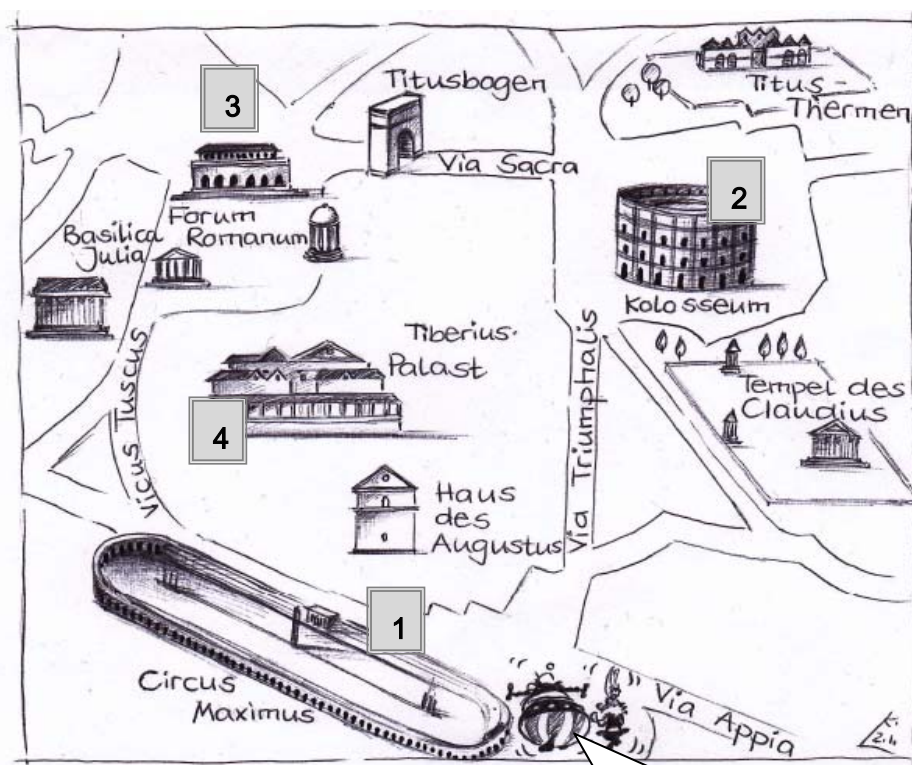 Titusbogen
Titus-
Thermen
3
Via Sacra
2
Forum
Romanum
Basilica
Julia
Kolosseum
Tiberius-
Palast
Vicus Tuscus
Via Triumphalis
Tempel des
Claudius
4
Haus
des
Augustus
1
Circus
Maximus
Via Appia